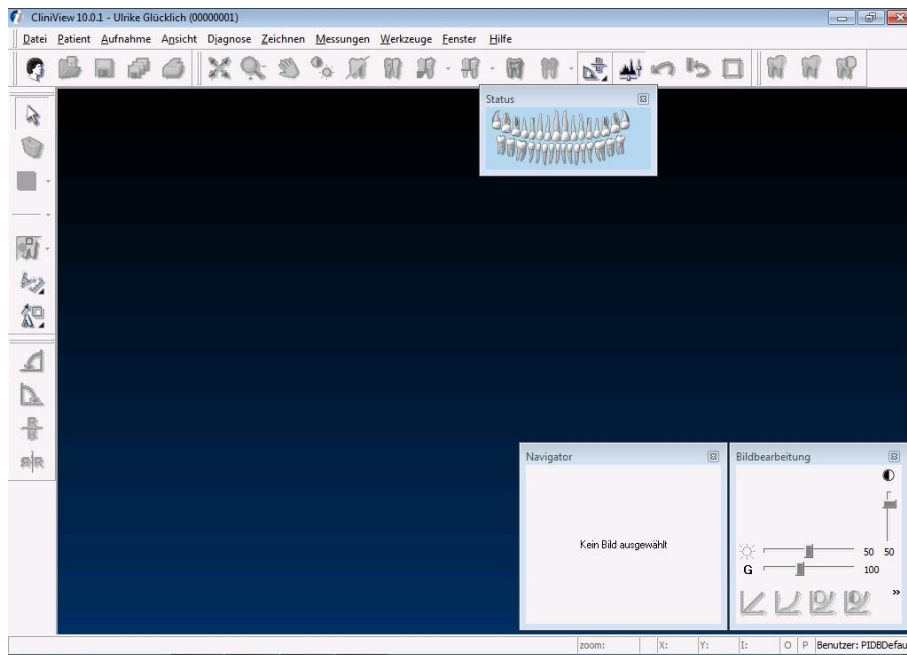 CliniView 10.0.1 - Ulrike Glücklich (00000001)
Datei Patient Aufnahme Ansicht Diagnose Zeichnen Messungen Werkzeuge Fenster Hilfe
Status
Navigator
Kein Bild ausgewählt
Bildbearbeitung
50 50
G 100
zoom: X: Y: I: O P Benutzer: PIDBDefau